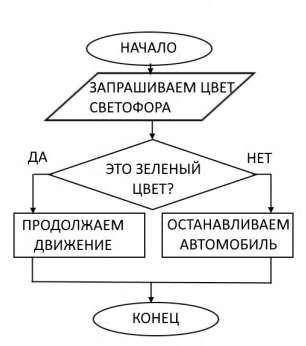 НАЧАЛО
ЗАПРАШИВАЕМ ЦВЕТ
СВЕТОФОРА
ДА
НЕТ
ЭТО ЗЕЛЕНЫЙ
ЦВЕТ?
ПРОДОЛЖАЕМ
ДВИЖЕНИЕ
ОСТАНАВЛИВАЕМ
АВТОМОБИЛЬ
КОНЕЦ